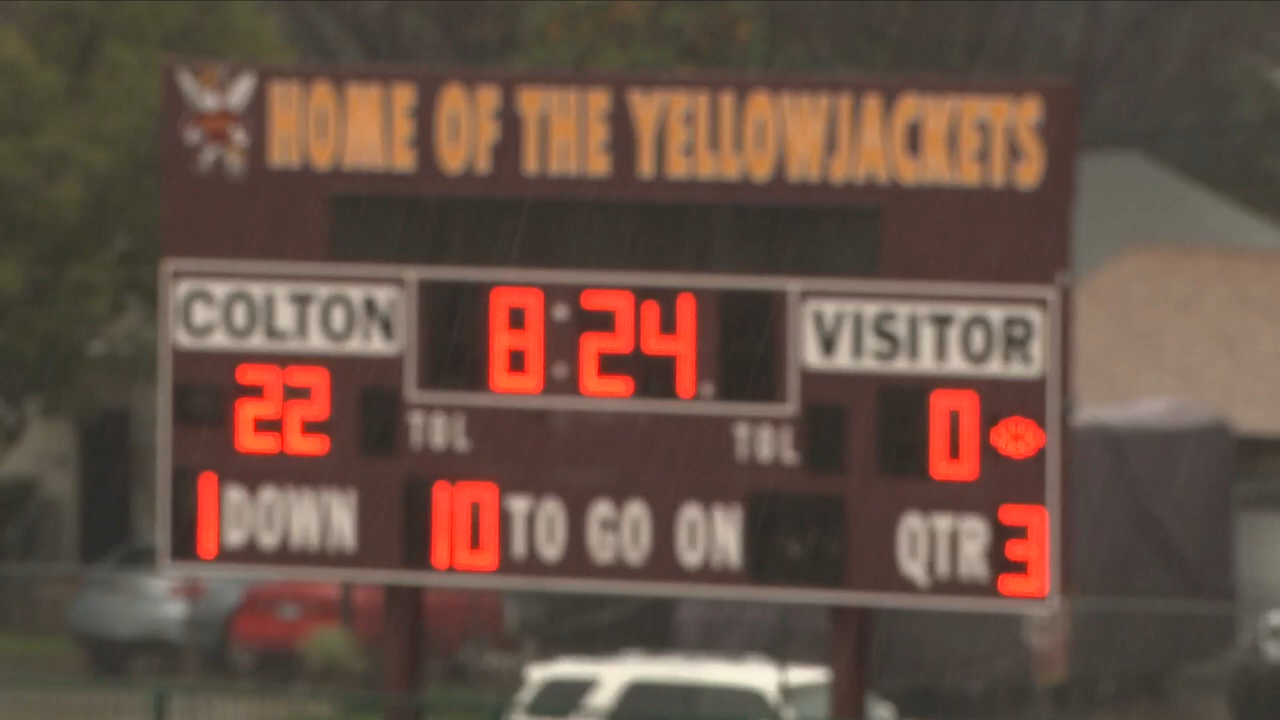 HOME OF THE YELLOWJACKETS
COLTON 8:24 VISITOR
22 TOL TOL 0
1 DOWN 10 TO GO ON QTR 3